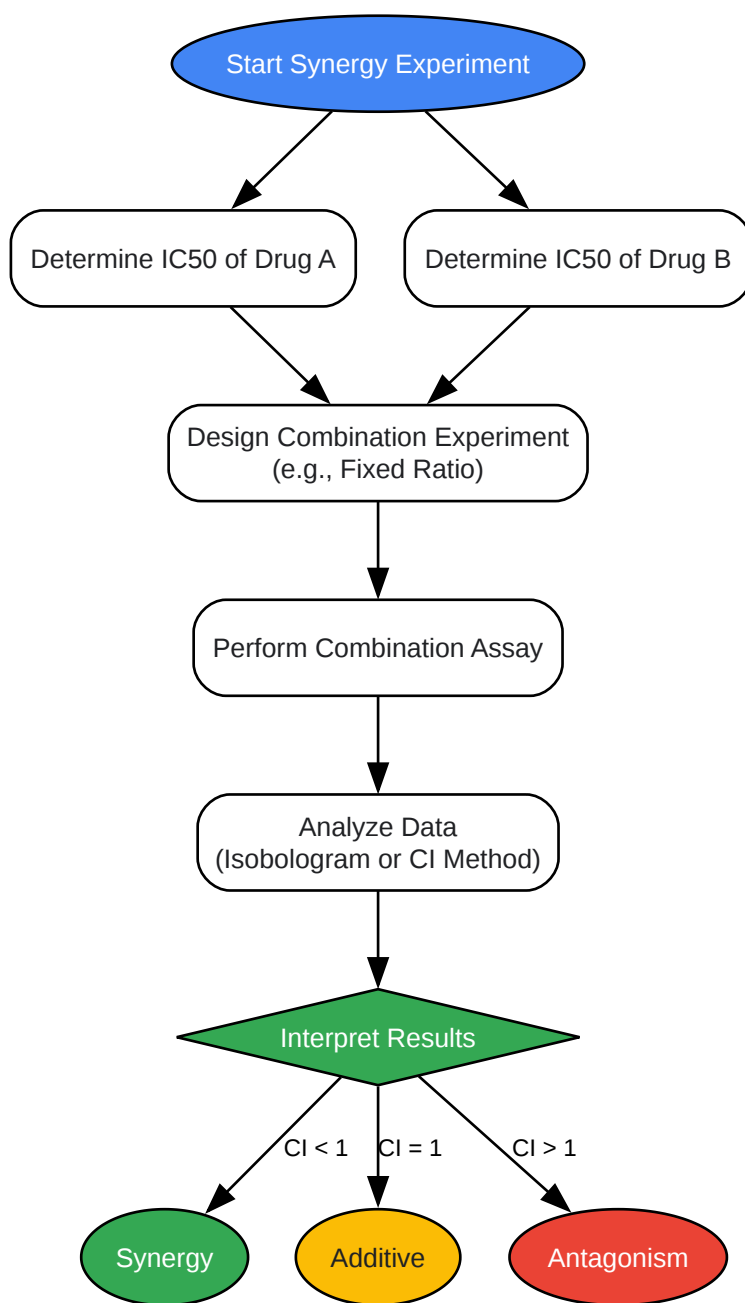 Start Synergy Experiment
Determine IC50 of Drug A
Determine IC50 of Drug B
Design Combination Experiment
(e.g., Fixed Ratio)
Perform Combination Assay
Analyze Data
(Isobologram or CI Method)
Interpret Results
CI < 1
CI = 1
CI > 1
Synergy
Additive
Antagonism